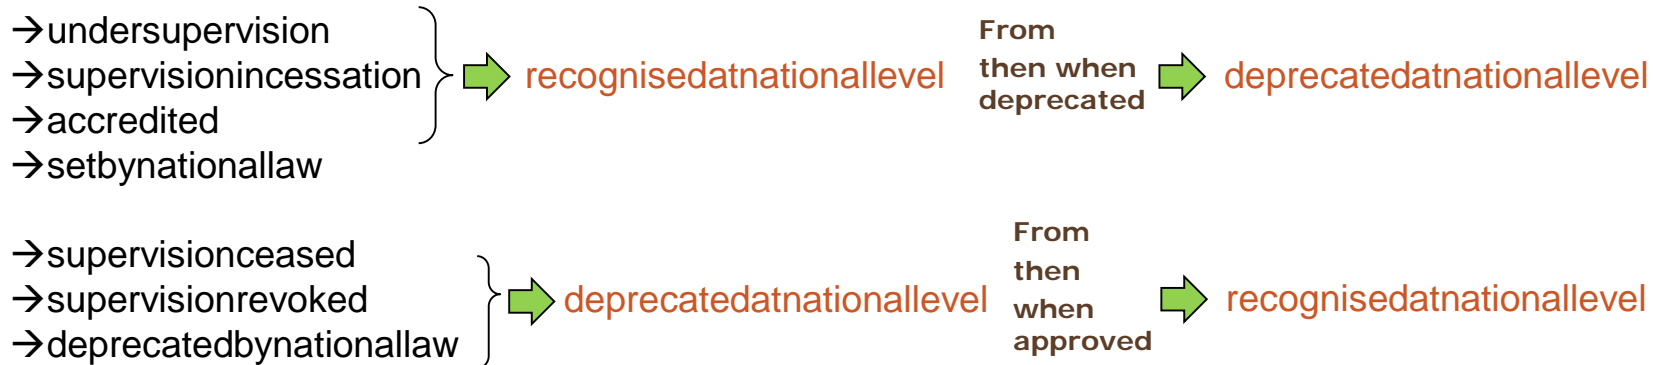 →undersupervision
→supervisionincessation
→accredited
→setbynationallaw
recognisedatnationallevel
From
then when
deprecated
deprecatedatnationallevel
→supervisionceased
→supervisionrevoked
→deprecatedbynationallaw
deprecatedatnationallevel
From
then
when
approved
recognisedatnationallevel